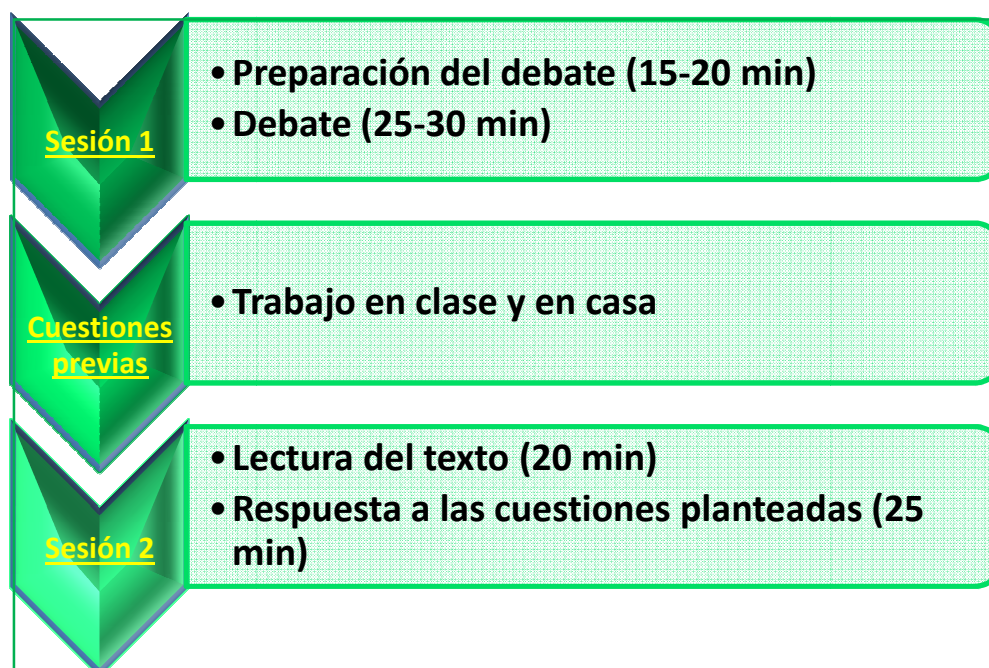 Sesión 1
• Preparación del debate (15-20 min)
• Debate (25-30 min)
Cuestiones
previas
• Trabajo en clase y en casa
Sesión 2
• Lectura del texto (20 min)
• Respuesta a las cuestiones planteadas (25
min)